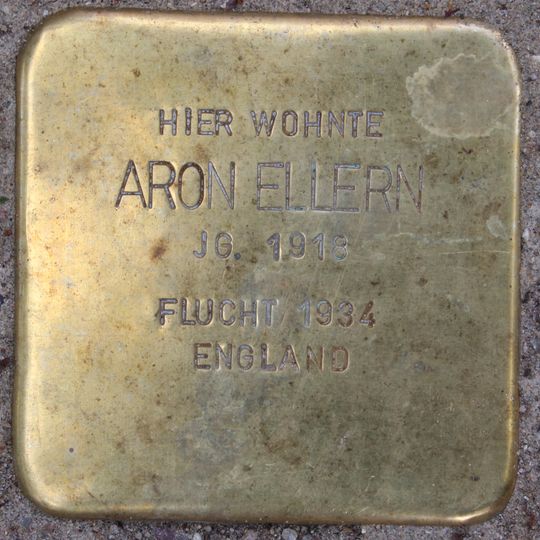 HIER WOHNTE
ARON ELLERN
JG. 1918
FLUCHT 1934
ENGLAND